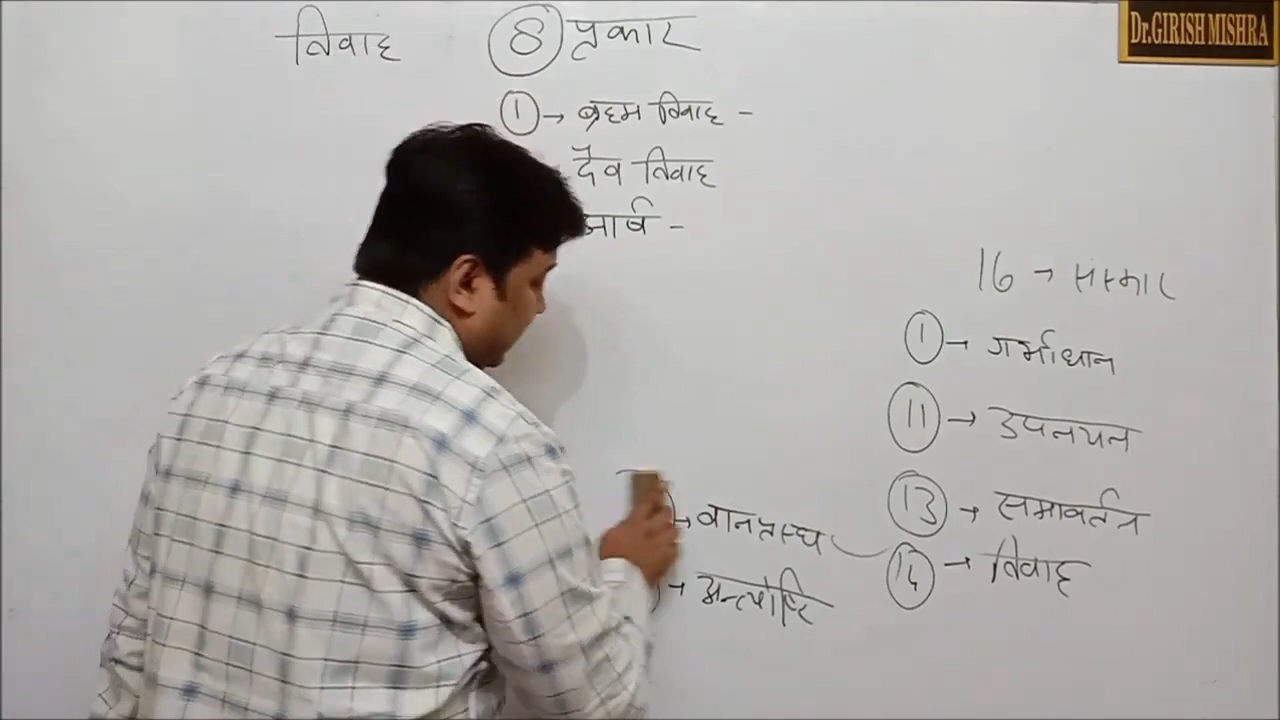 Dr.GIRISH MISHRA
विवाह 8 प्रकार
1 → ब्रहम विवाह -
दैव विवाह
आर्ष -
16 → संस्कार
1 → गर्भाधान
11 → उपनयन
13 → समावर्तन
14 → विवाह
→ वानप्रस्थ
→ अन्त्येष्टि